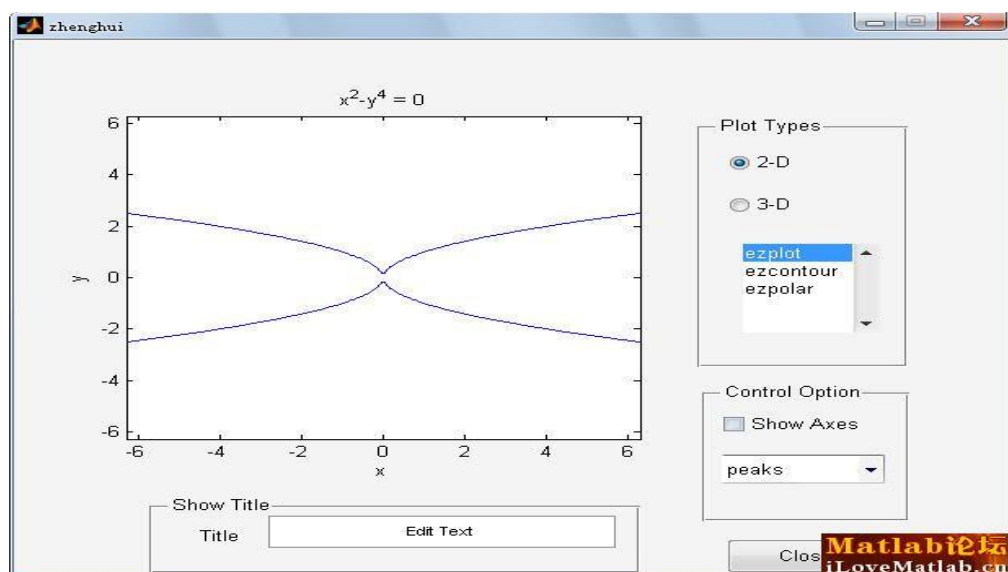 zhenghui
x²-y⁴ = 0
6
4
2
0
-2
-4
-6
y
-6 -4 -2 0 2 4 6
x
Plot Types
2-D
3-D
ezplot
ezcontour
ezpolar
Control Option
Show Axes
peaks
Show Title
Title Edit Text
Clos
Matlab论坛
iLoveMatlab.cn